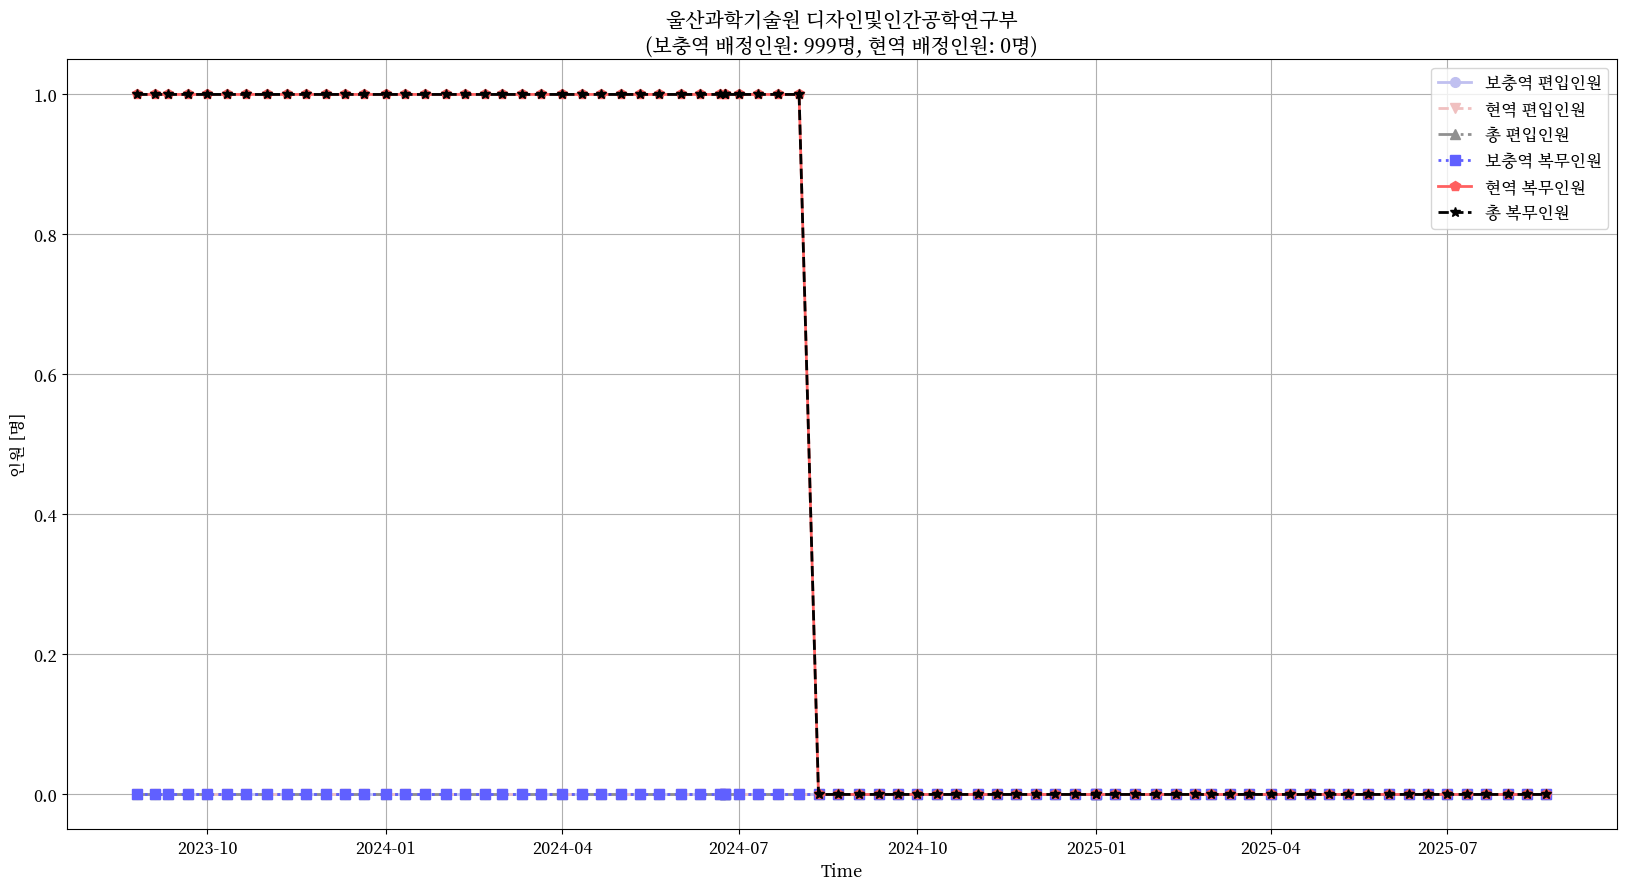 울산과학기술원 디자인및인간공학연구부
(보충역 배정인원: 999명, 현역 배정인원: 0명)
보충역 편입인원
현역 편입인원
총 편입인원
보충역 복무인원
현역 복무인원
총 복무인원
1.0
0.8
0.6
0.4
0.2
0.0
인원 [명]
2023-10
2024-01
2024-04
2024-07
2024-10
2025-01
2025-04
2025-07
Time